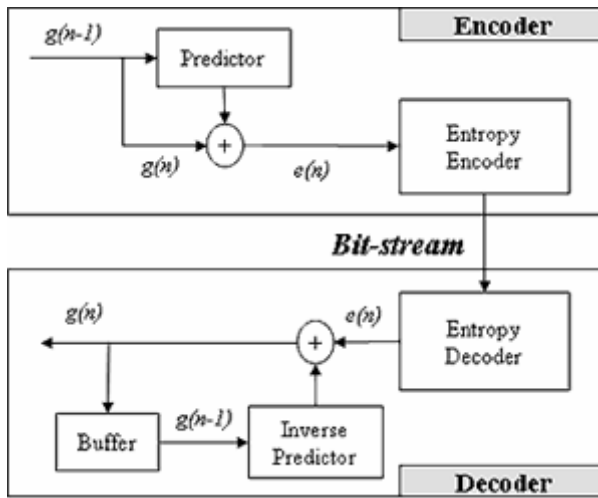 Encoder
g(n-1)
Predictor
+
g(n)
e(n)
Entropy
Encoder
Bit-stream
g(n)
e(n)
+
Entropy
Decoder
Buffer
g(n-1)
Inverse
Predictor
Decoder